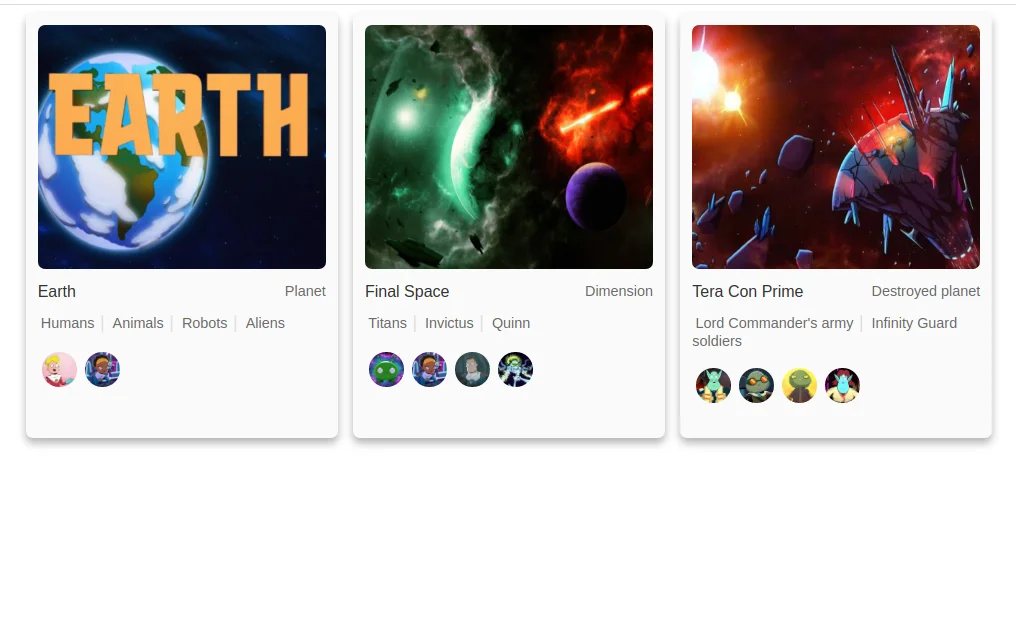 EARTH
Earth Planet
Humans | Animals | Robots | Aliens
Final Space Dimension
Titans | Invictus | Quinn
Tera Con Prime Destroyed planet
Lord Commander's army | Infinity Guard
soldiers